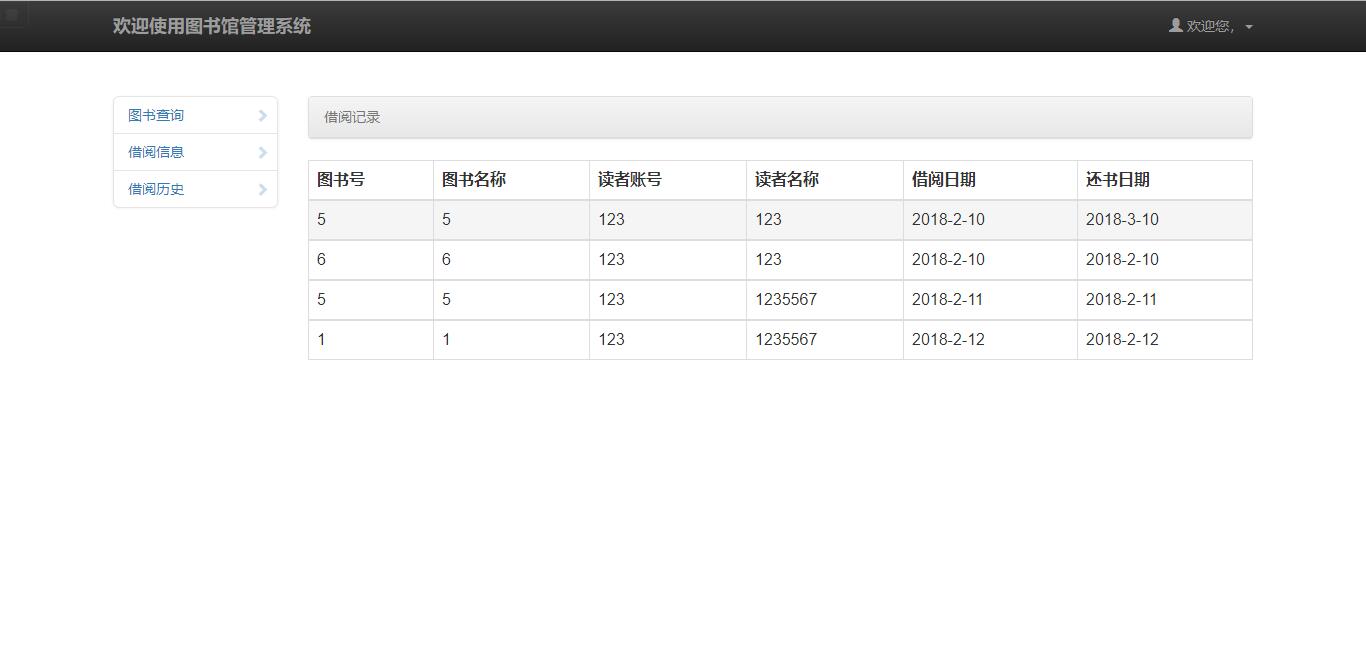 欢迎使用图书馆管理系统 欢迎您，
图书查询
借阅信息
借阅历史
借阅记录
图书号 图书名称 读者账号 读者名称 借阅日期 还书日期
5 5 123 123 2018-2-10 2018-3-10
6 6 123 123 2018-2-10 2018-2-10
5 5 123 1235567 2018-2-11 2018-2-11
1 1 123 1235567 2018-2-12 2018-2-12